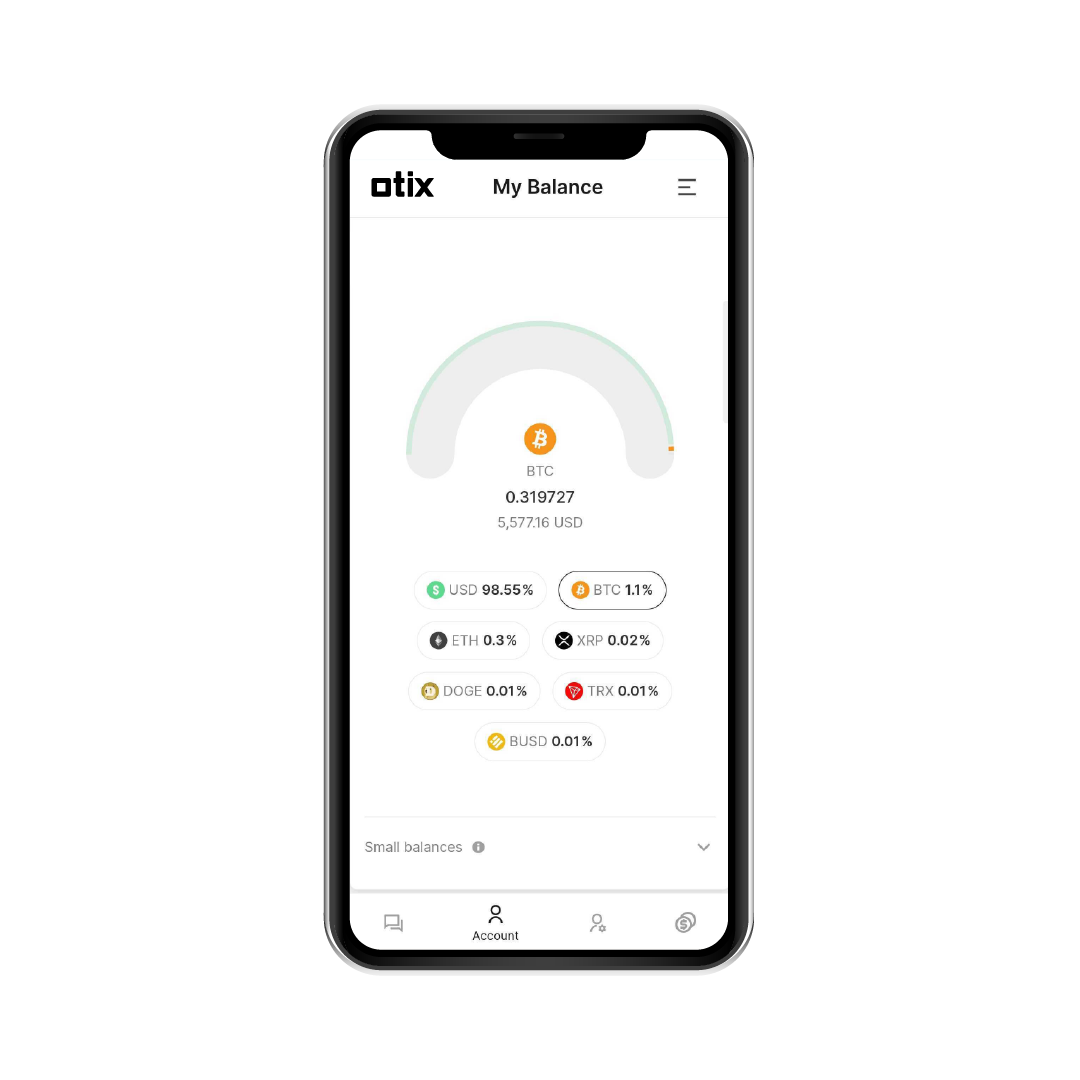 otix
My Balance
BTC
0.319727
5,577.16 USD
USD 98.55%
BTC 1.1%
ETH 0.3%
XRP 0.02%
DOGE 0.01%
TRX 0.01%
BUSD 0.01%
Small balances
Account